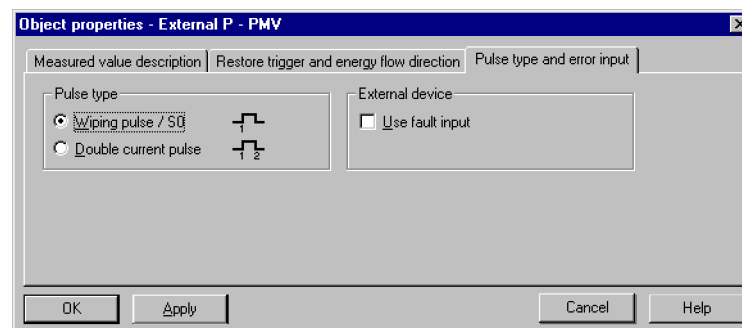 Object properties - External P - PMV
Measured value description Restore trigger and energy flow direction Pulse type and error input
Pulse type External device
Wiping pulse / S0 1 Use fault input
Double current pulse 1 2
OK Apply Cancel Help